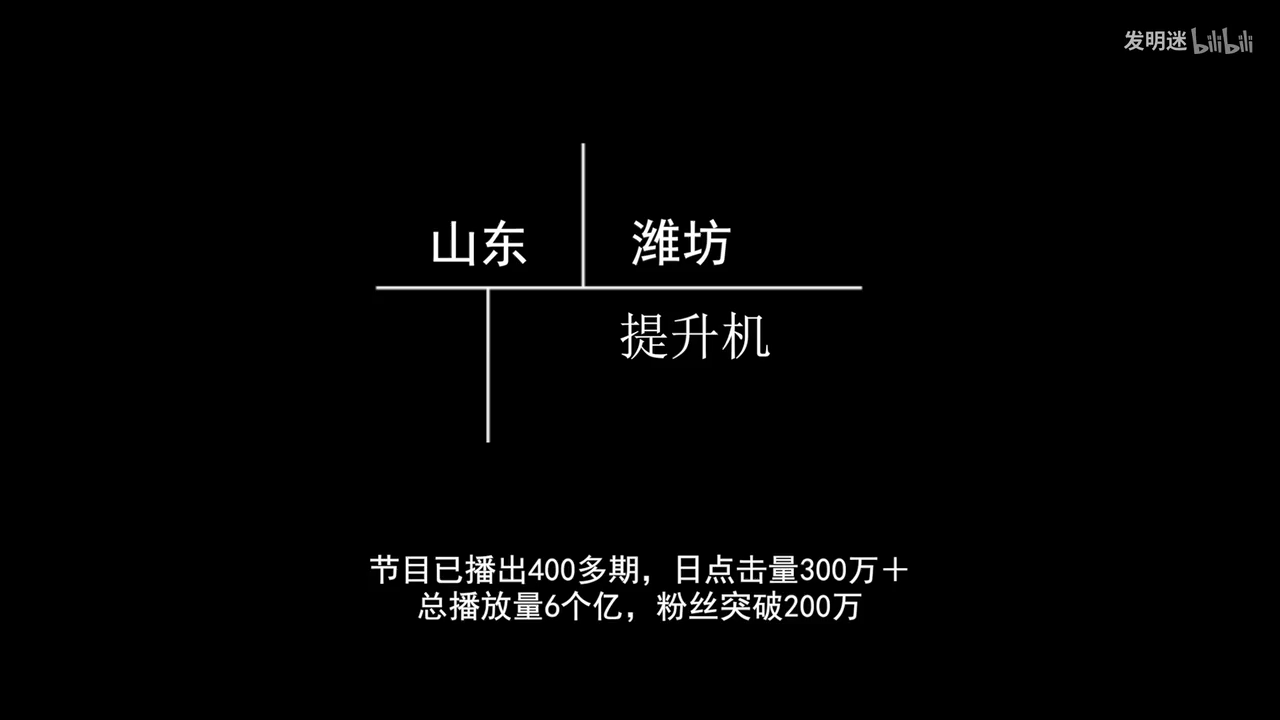 发明迷 bilibili
山东 潍坊
提升机
节目已播出400多期，日点击量300万＋
总播放量6个亿，粉丝突破200万